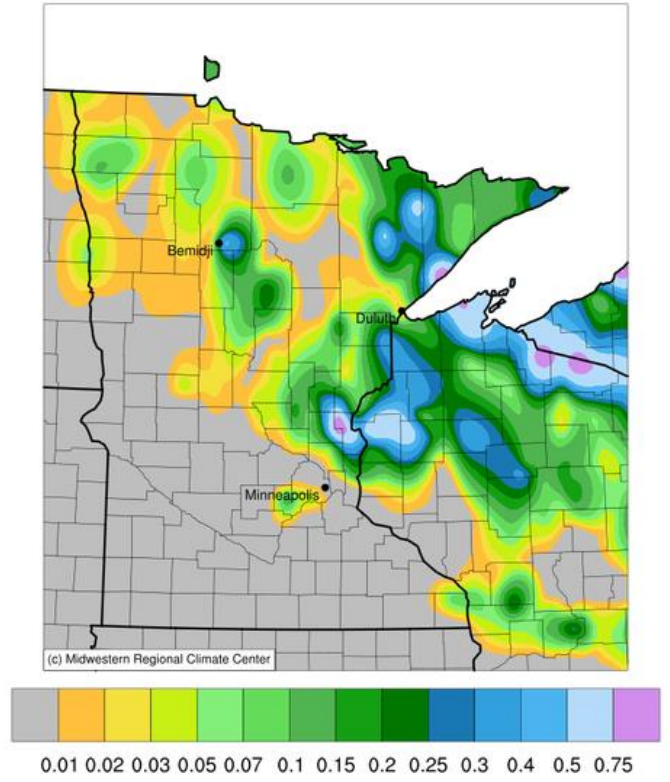 Bemidji
Duluth
Minneapolis
(c) Midwestern Regional Climate Center
0.01 0.02 0.03 0.05 0.07 0.1 0.15 0.2 0.25 0.3 0.4 0.5 0.75